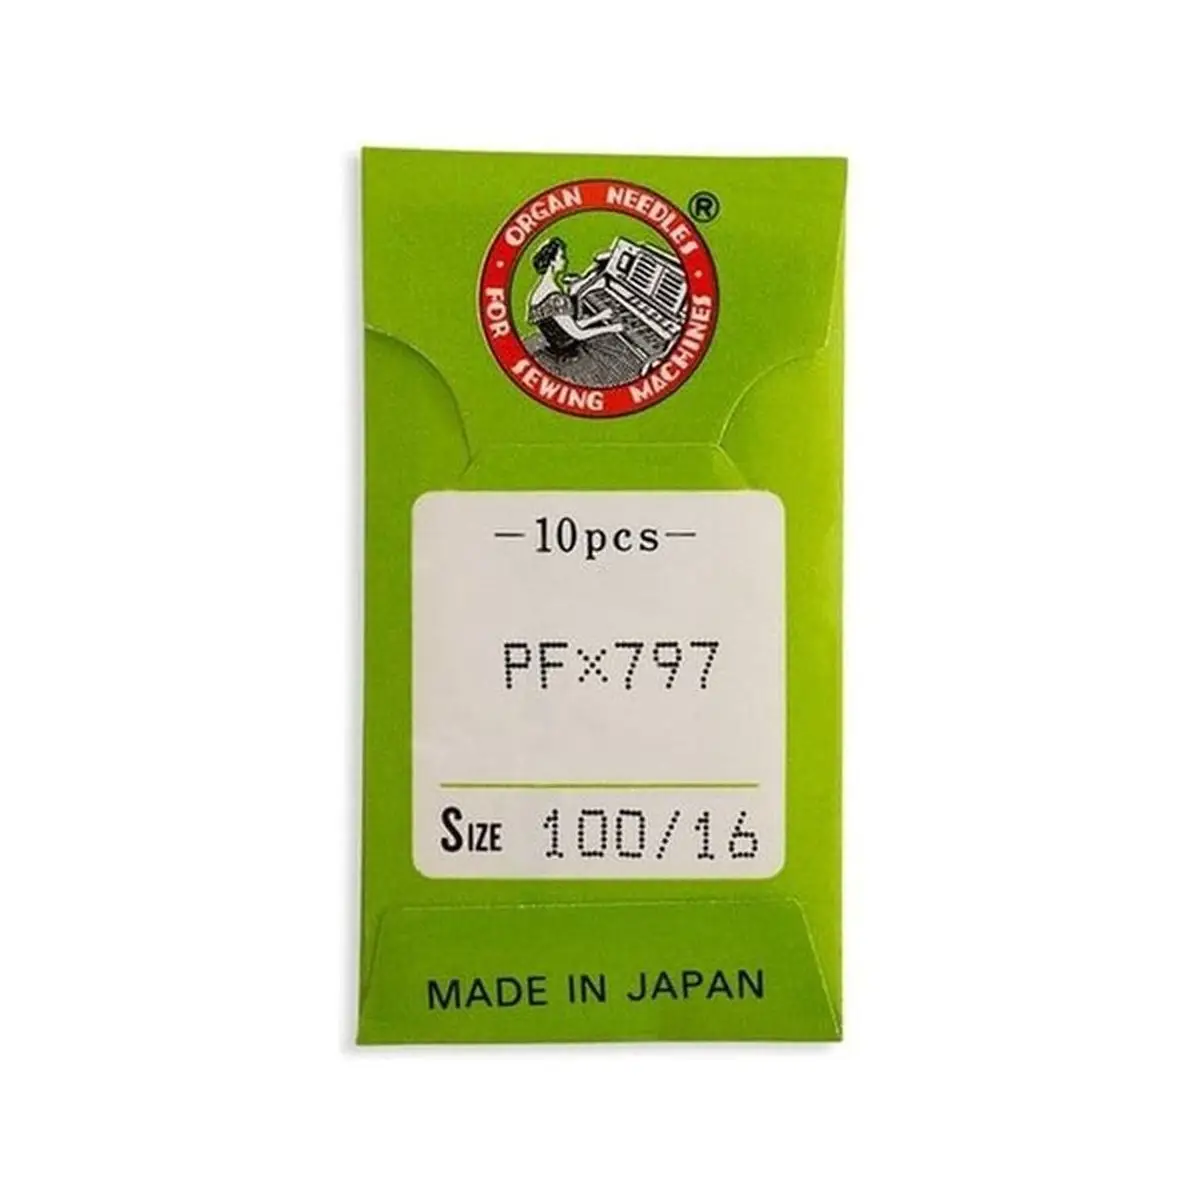 ORGAN NEEDLES
®
· FOR SEWING MACHINES ·
-10pcs-
PF×797
SIZE 100/16
MADE IN JAPAN